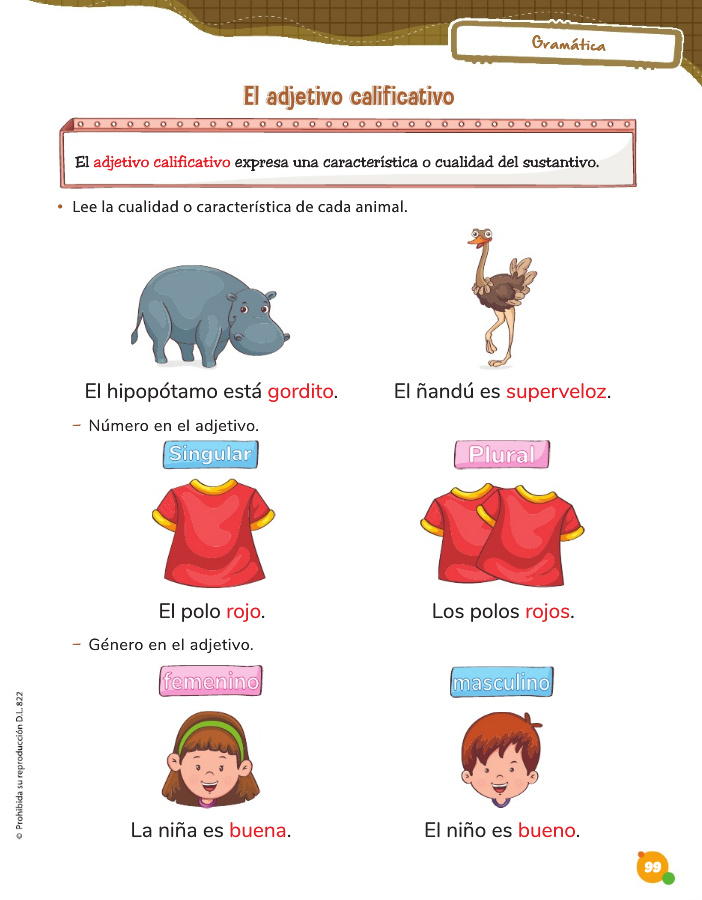 Gramática
El adjetivo calificativo
El adjetivo calificativo expresa una característica o cualidad del sustantivo.
• Lee la cualidad o característica de cada animal.
El hipopótamo está gordito.
El ñandú es superveloz.
– Número en el adjetivo.
Singular
Plural
El polo rojo.
Los polos rojos.
– Género en el adjetivo.
femenino
masculino
La niña es buena.
El niño es bueno.
© Prohibida su reproducción D.L. 822
99